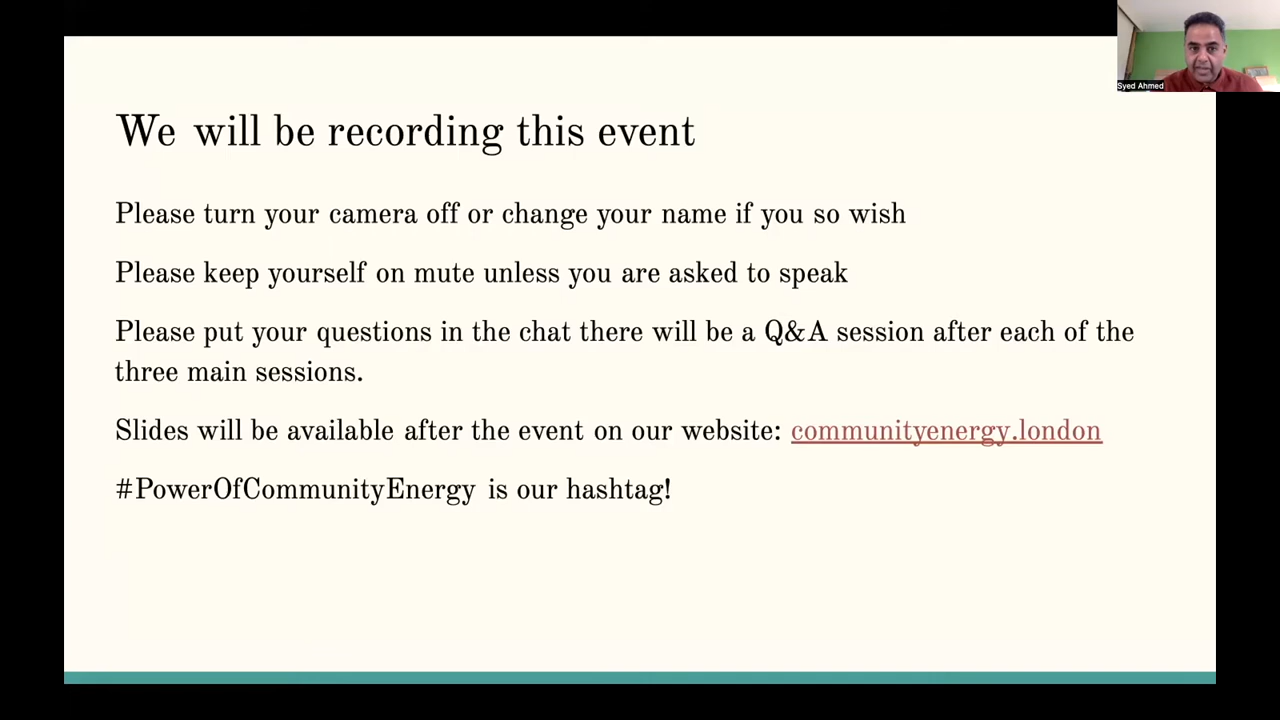 Syed Ahmed
We will be recording this event
Please turn your camera off or change your name if you so wish
Please keep yourself on mute unless you are asked to speak
Please put your questions in the chat there will be a Q&A session after each of the
three main sessions.
Slides will be available after the event on our website: communityenergy.london
#PowerOfCommunityEnergy is our hashtag!